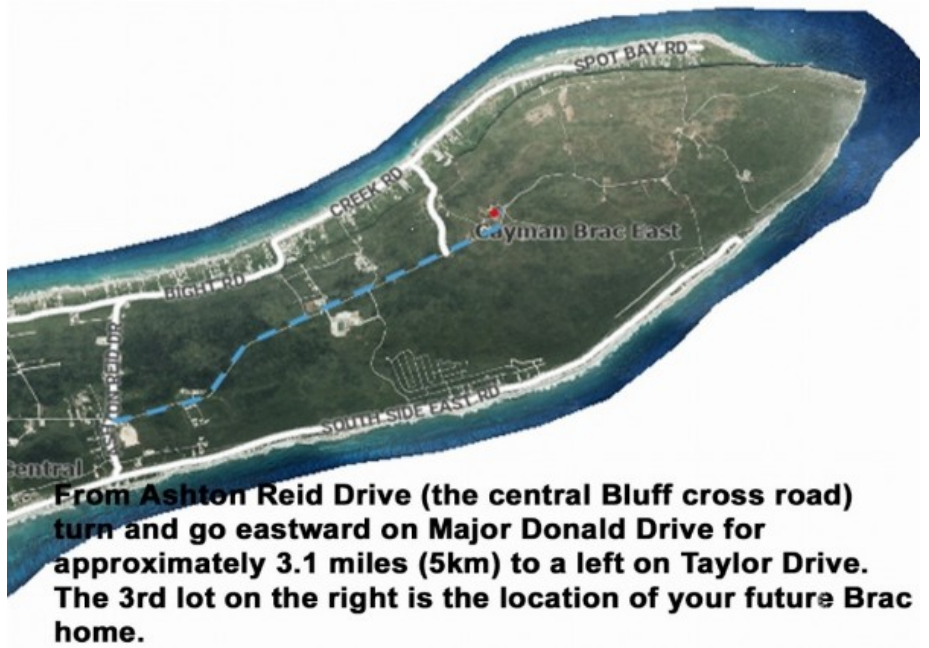 SPOT BAY RD
CREEK RD
Cayman Brac East
BIGHT RD
ASHTON REID DR
SOUTH SIDE EAST RD
Central
From Ashton Reid Drive (the central Bluff cross road)
turn and go eastward on Major Donald Drive for
approximately 3.1 miles (5km) to a left on Taylor Drive.
The 3rd lot on the right is the location of your future Brac
home.